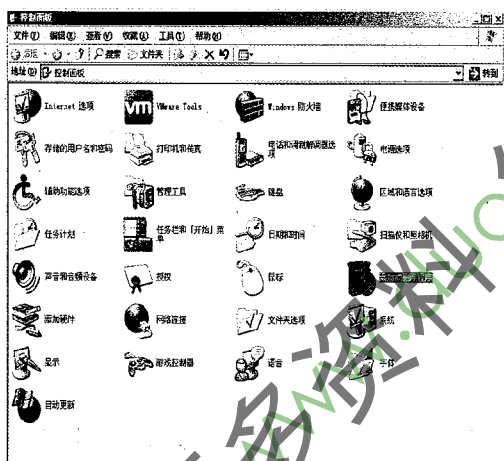 控制面板
文件(F) 编辑(E) 查看(V) 收藏(A) 工具(T) 帮助(H)
后退 搜索 文件夹
地址(D) 控制面板 转到
Internet 选项 VMware Tools Windows 防火墙 便携媒体设备
存储的用户名和密码 打印机和传真 电话和调制解调器选项 电源选项
辅助功能选项 管理工具 键盘 区域和语言选项
任务计划 任务栏和「开始」菜单 日期和时间 扫描仪和照相机
声音和音频设备 授权 鼠标
添加硬件 网络连接 文件夹选项 系统
显示 游戏控制器 语音 字体
自动更新